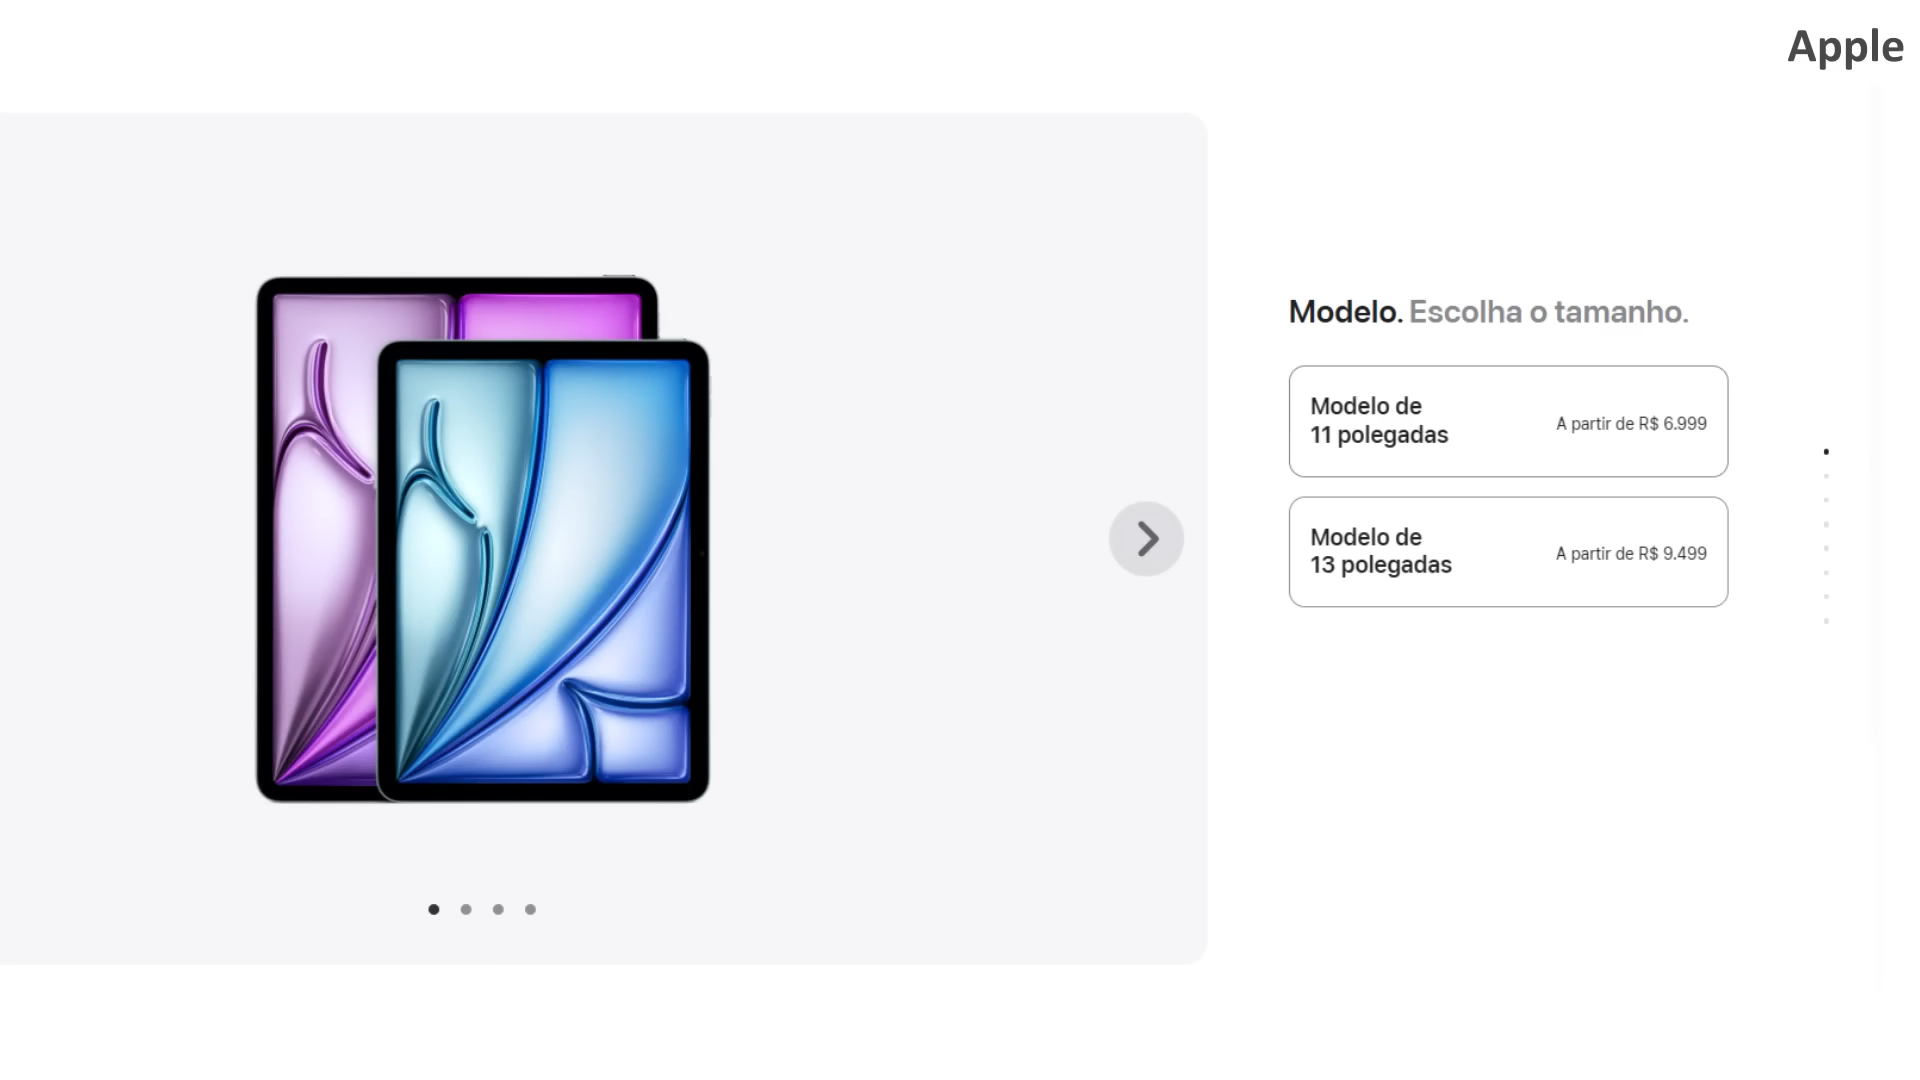 Apple
Modelo. Escolha o tamanho.
Modelo de
11 polegadas
A partir de R$ 6.999
Modelo de
13 polegadas
A partir de R$ 9.499